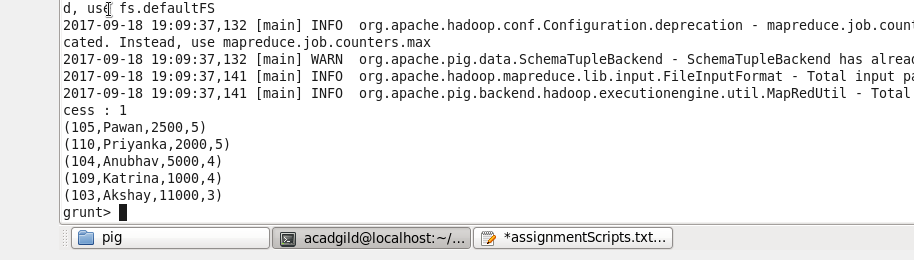 d, use fs.defaultFS
2017-09-18 19:09:37,132 [main] INFO  org.apache.hadoop.conf.Configuration.deprecation - mapreduce.job.count
cated. Instead, use mapreduce.job.counters.max
2017-09-18 19:09:37,132 [main] WARN  org.apache.pig.data.SchemaTupleBackend - SchemaTupleBackend has alread
2017-09-18 19:09:37,141 [main] INFO  org.apache.hadoop.mapreduce.lib.input.FileInputFormat - Total input pa
2017-09-18 19:09:37,141 [main] INFO  org.apache.pig.backend.hadoop.executionengine.util.MapRedUtil - Total
cess : 1
(105,Pawan,2500,5)
(110,Priyanka,2000,5)
(104,Anubhav,5000,4)
(109,Katrina,1000,4)
(103,Akshay,11000,3)
grunt>
pig
acadgild@localhost:~/...
*assignmentScripts.txt...